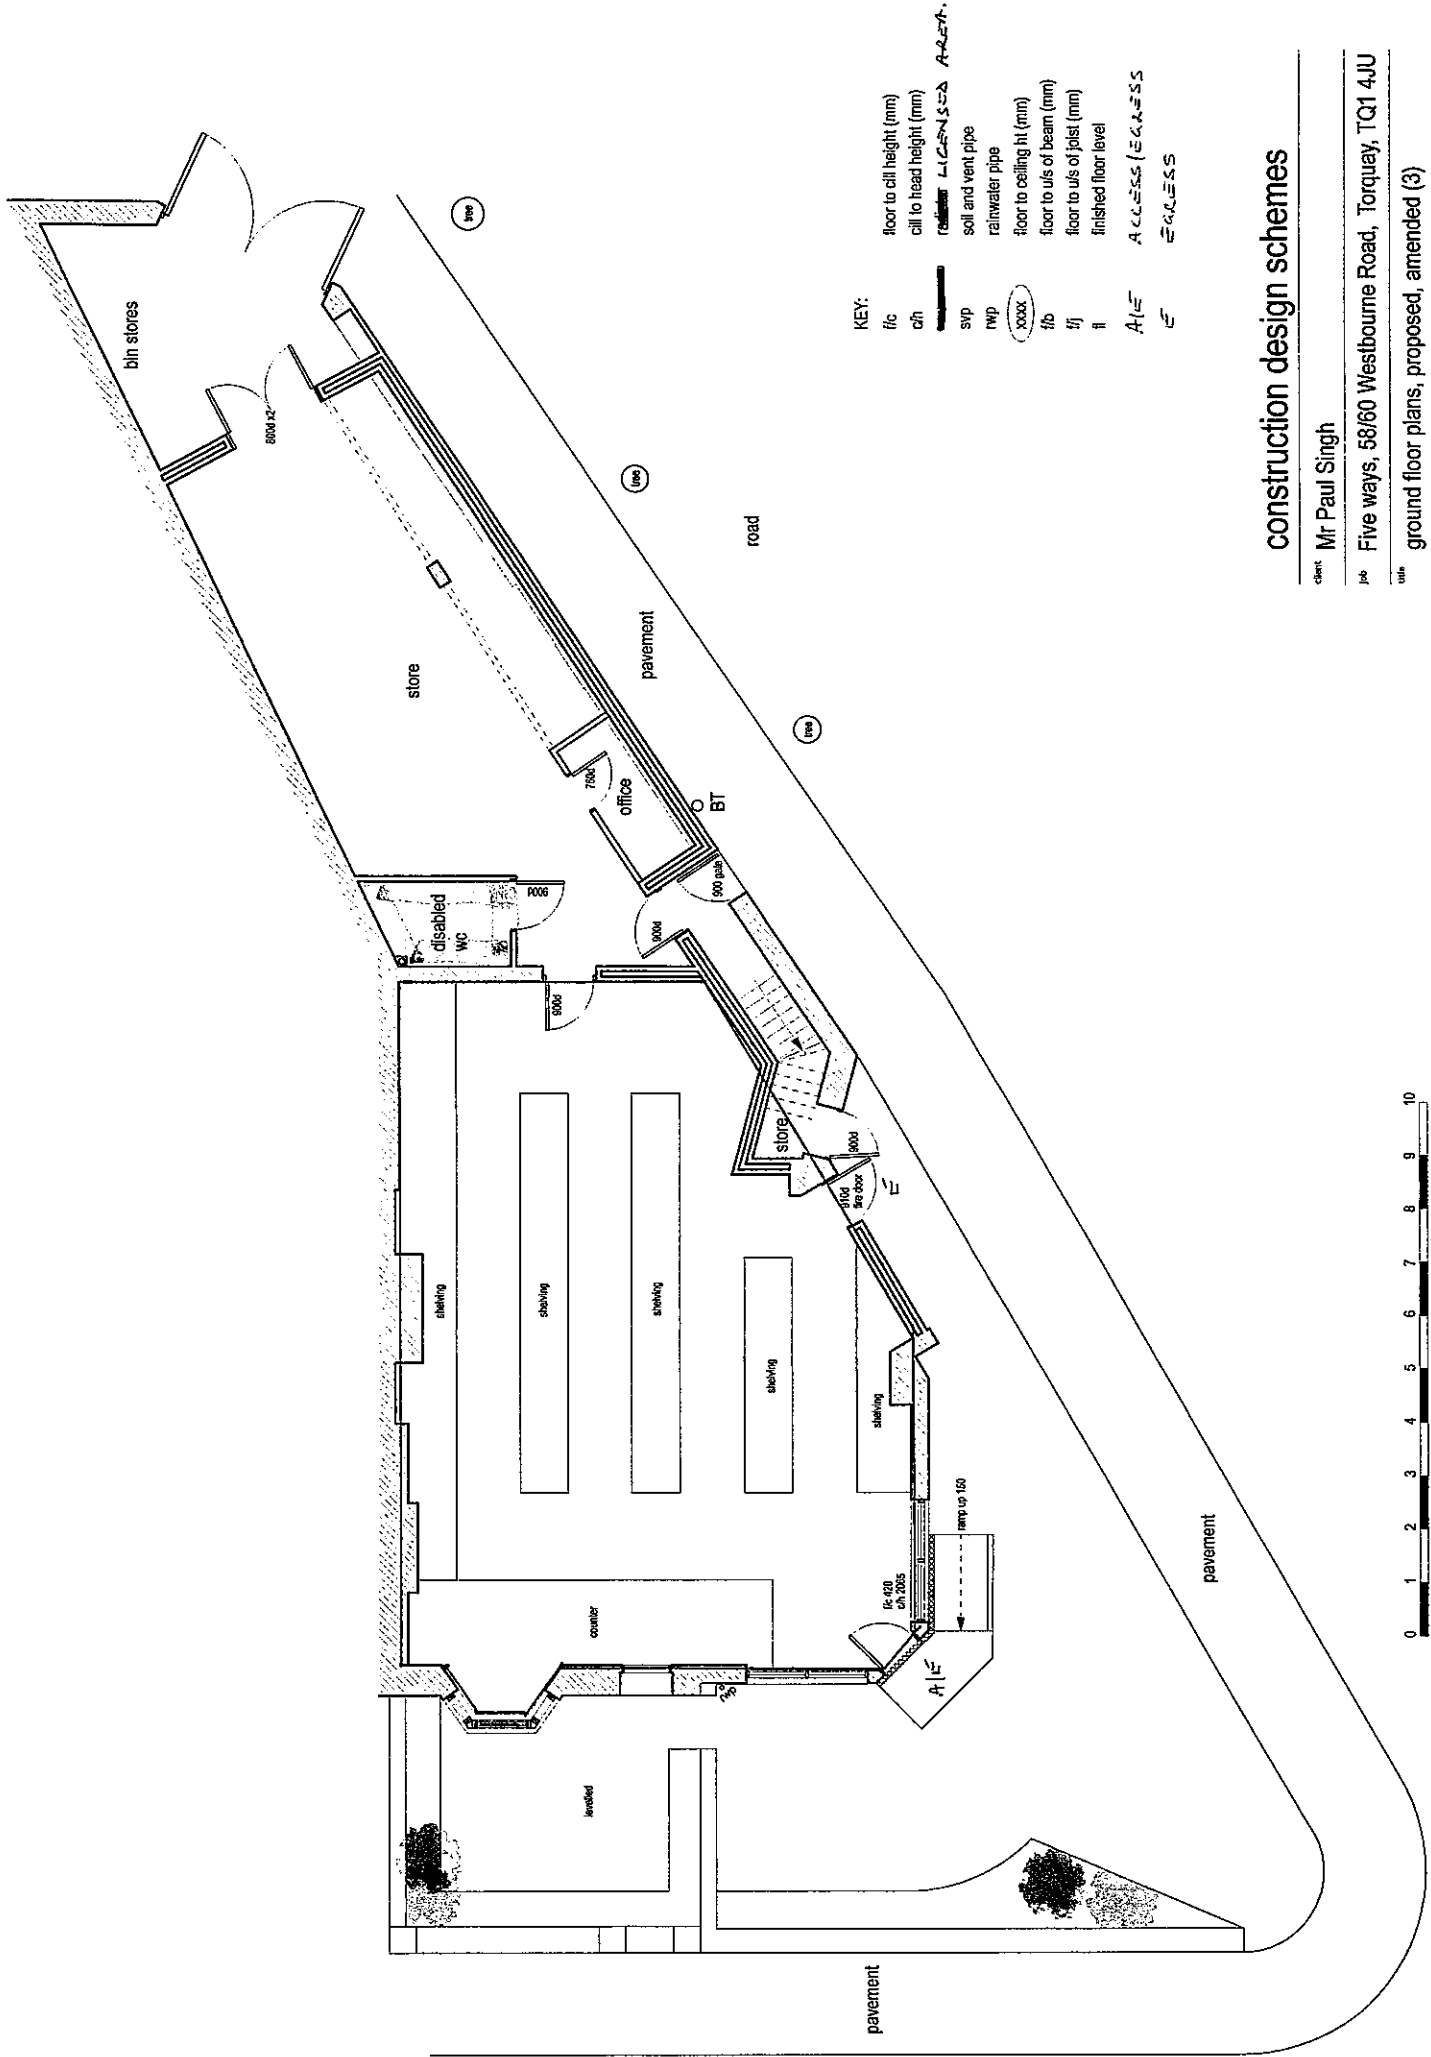 bin stores
800d x2
store
tree
tree
tree
road
pavement
760d
office
BT
disabled
wc
900d
900d
900 gate
900d
store
900d
910d
fire door
E
shelving
shelving
shelving
shelving
shelving
counter
f/c 420
c/h 2065
ramp up 150
A/E
rwp
levelled
pavement
pavement
0 1 2 3 4 5 6 7 8 9 10
KEY:
f/c floor to cill height (mm)
c/h cill to head height (mm)
LICENSED AREA.
svp soil and vent pipe
rwp rainwater pipe
xxxx floor to ceiling ht (mm)
f/b floor to u/s of beam (mm)
f/j floor to u/s of joist (mm)
fl finished floor level
A/E ACCESS/EGRESS
E EGRESS
construction design schemes
client Mr Paul Singh
job Five ways, 58/60 Westbourne Road, Torquay, TQ1 4JU
title ground floor plans, proposed, amended (3)